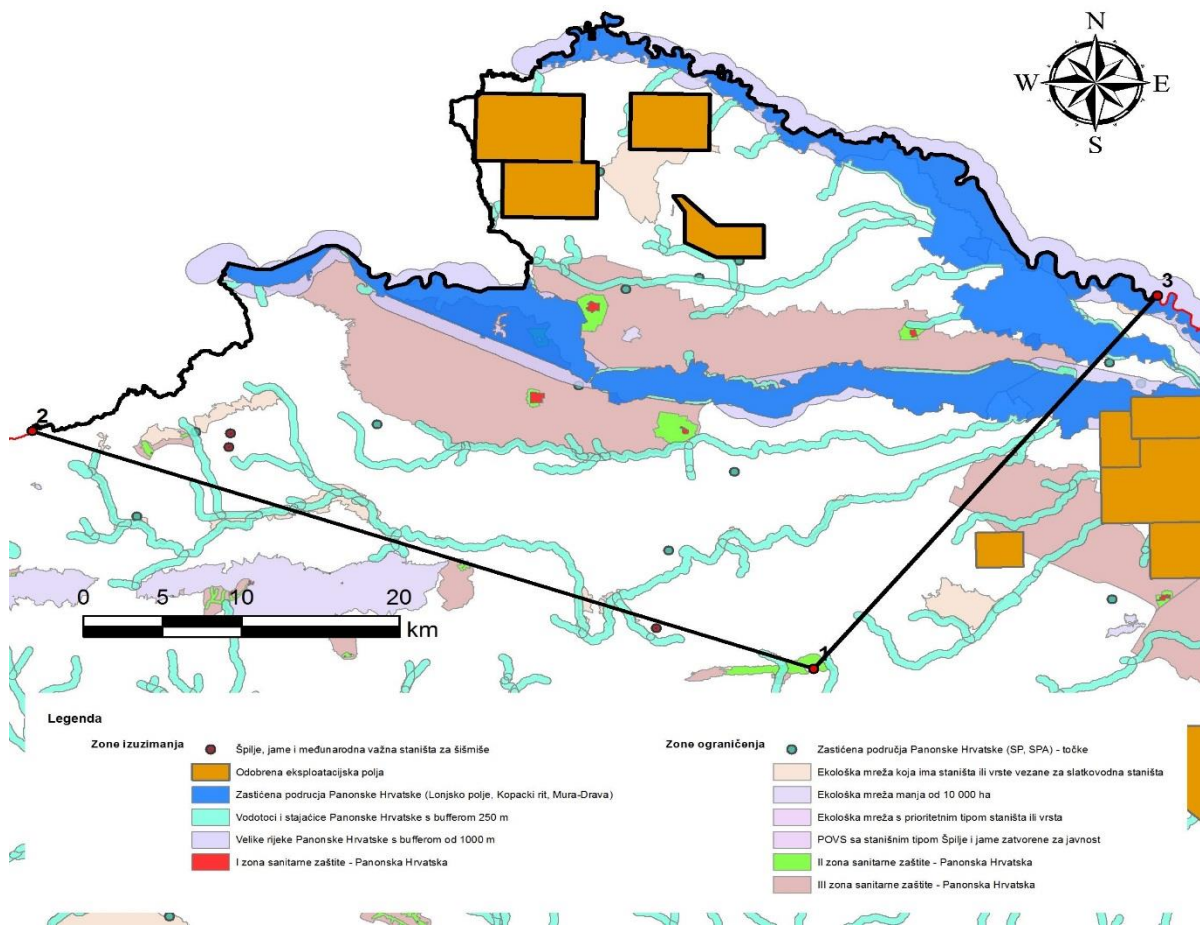 N
W E
S
3
2
1
0 5 10 20
km
Legenda
Zone izuzimanja
Špilje, jame i međunarodna važna staništa za šišmiše
Odobrena eksploatacijska polja
Zaštićena područja Panonske Hrvatske (Lonjsko polje, Kopacki rit, Mura-Drava)
Vodotoci i stajaćice Panonske Hrvatske s bufferom 250 m
Velike rijeke Panonske Hrvatske s bufferom od 1000 m
I zona sanitarne zaštite - Panonska Hrvatska
Zone ograničenja
Zaštićena područja Panonske Hrvatske (SP, SPA) - točke
Ekološka mreža koja ima staništa ili vrste vezane za slatkovodna staništa
Ekološka mreža manja od 10 000 ha
Ekološka mreža s prioritetnim tipom staništa ili vrsta
POVS sa stanišnim tipom Špilje i jame zatvorene za javnost
II zona sanitarne zaštite - Panonska Hrvatska
III zona sanitarne zaštite - Panonska Hrvatska